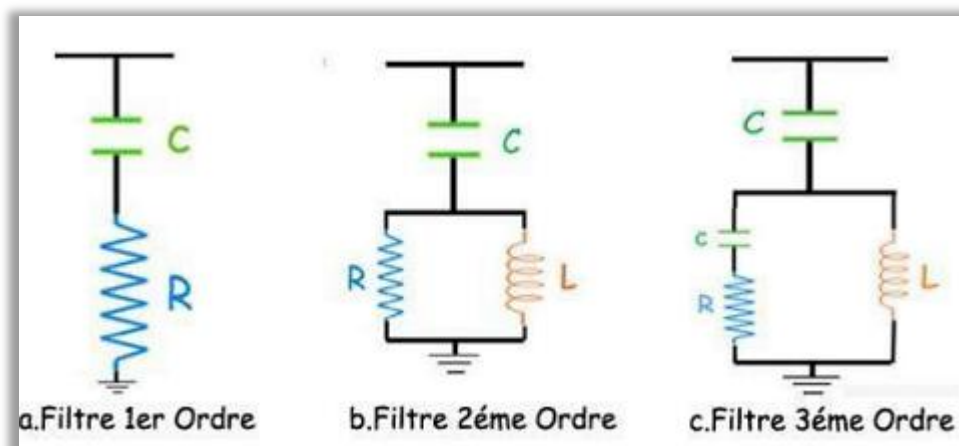 C
R
a.Filtre 1er Ordre
C
R
L
b.Filtre 2éme Ordre
C
c
R
L
c.Filtre 3éme Ordre